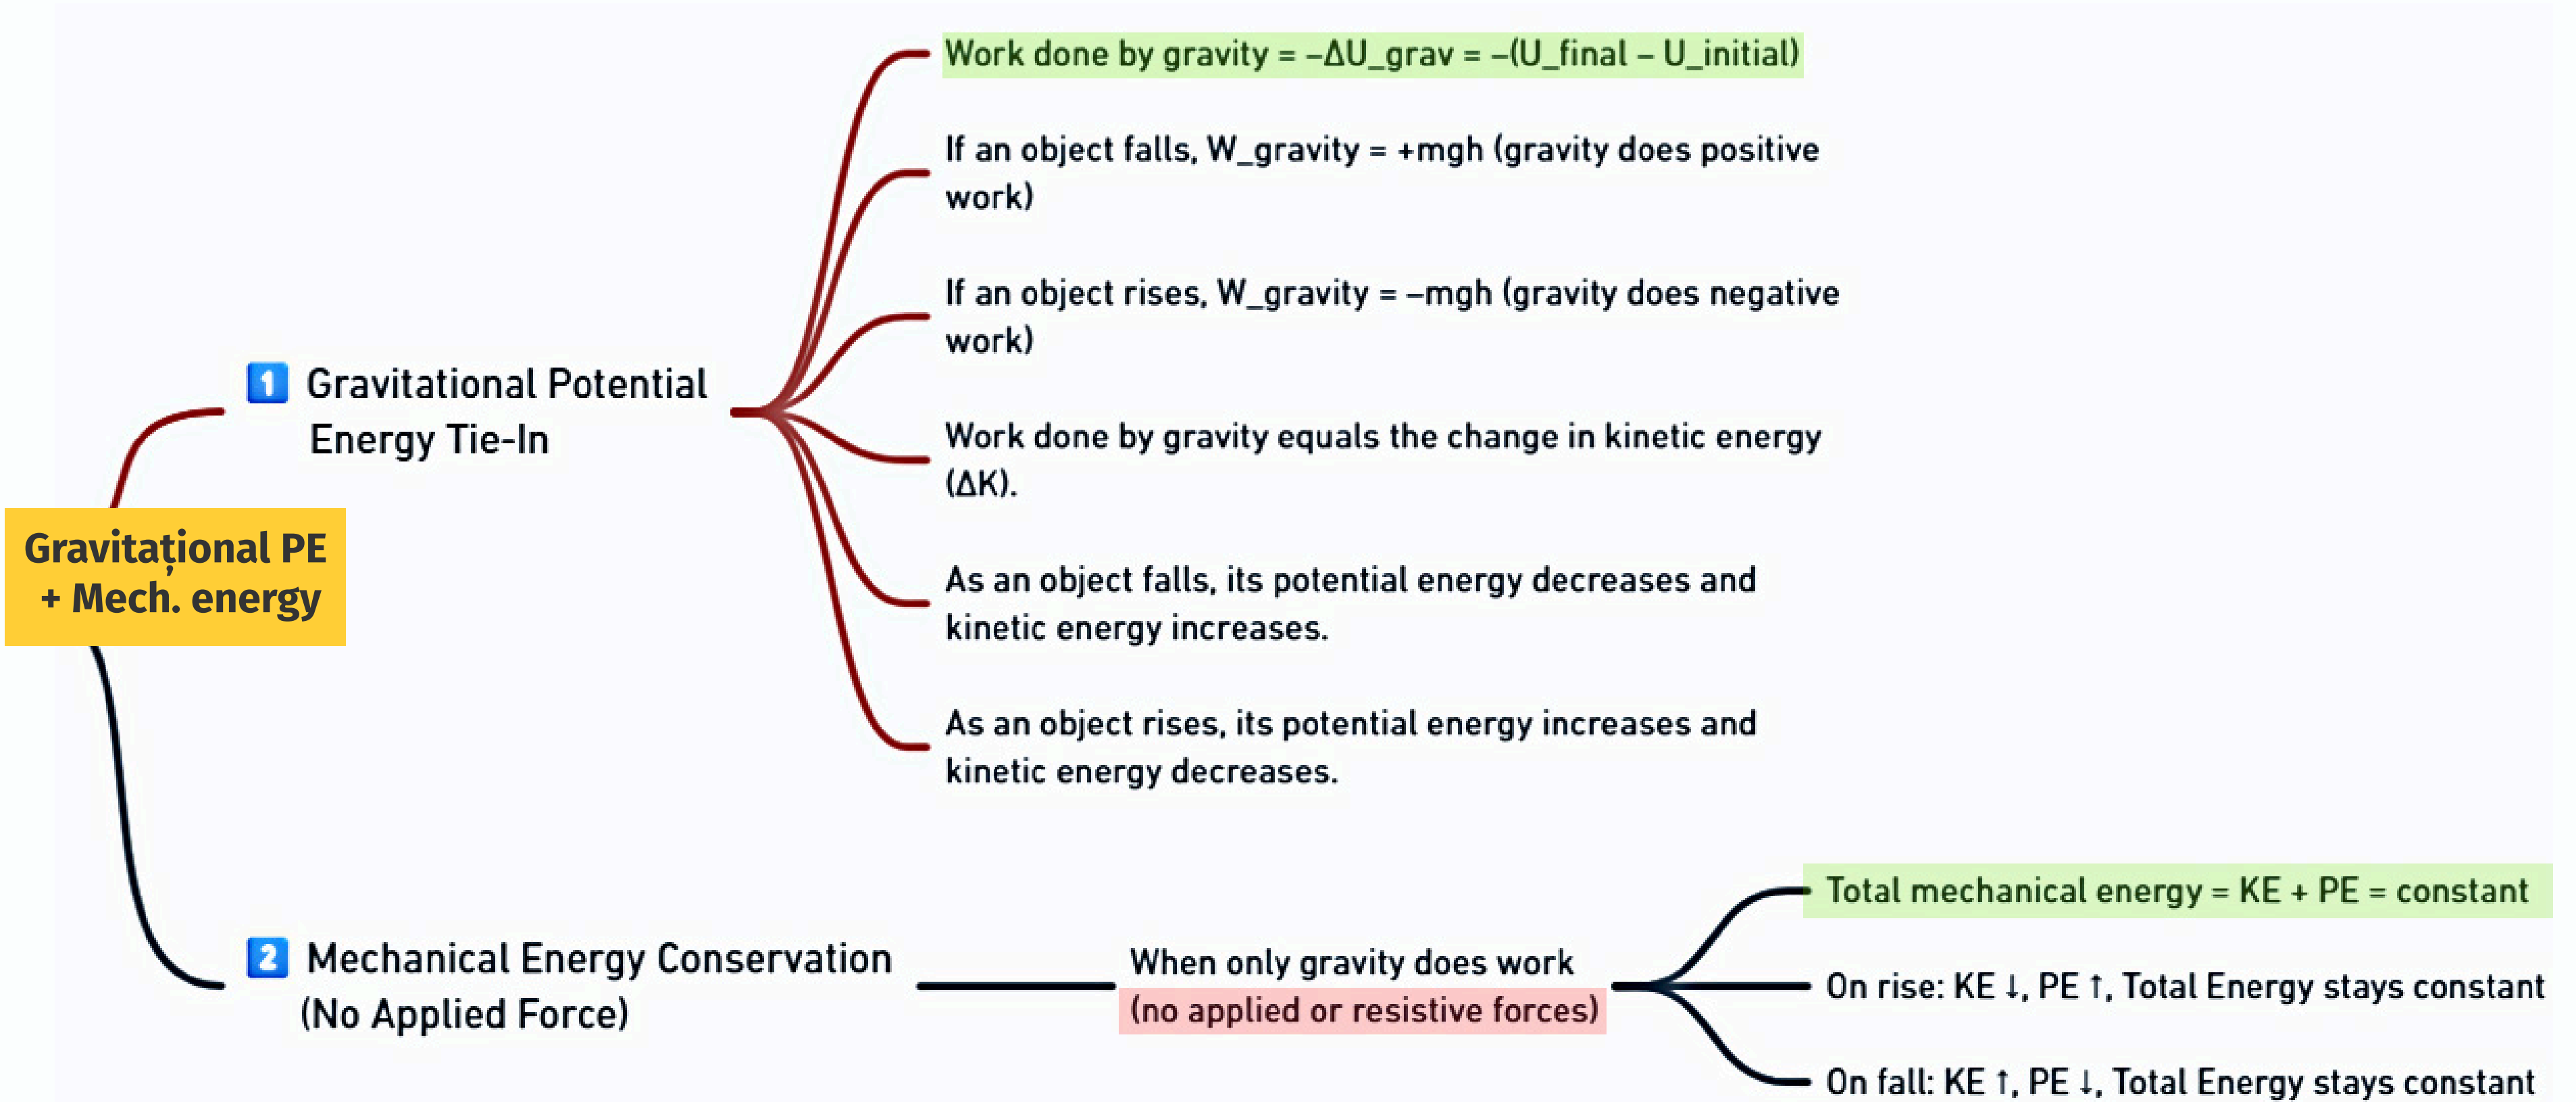 Work done by gravity = –ΔU_grav = –(U_final – U_initial)
If an object falls, W_gravity = +mgh (gravity does positive
work)
If an object rises, W_gravity = –mgh (gravity does negative
work)
1 Gravitational Potential
Energy Tie-In
Work done by gravity equals the change in kinetic energy
(ΔK).
Gravitațional PE
+ Mech. energy
As an object falls, its potential energy decreases and
kinetic energy increases.
As an object rises, its potential energy increases and
kinetic energy decreases.
2 Mechanical Energy Conservation
(No Applied Force)
When only gravity does work
(no applied or resistive forces)
Total mechanical energy = KE + PE = constant
On rise: KE ↓, PE ↑, Total Energy stays constant
On fall: KE ↑, PE ↓, Total Energy stays constant